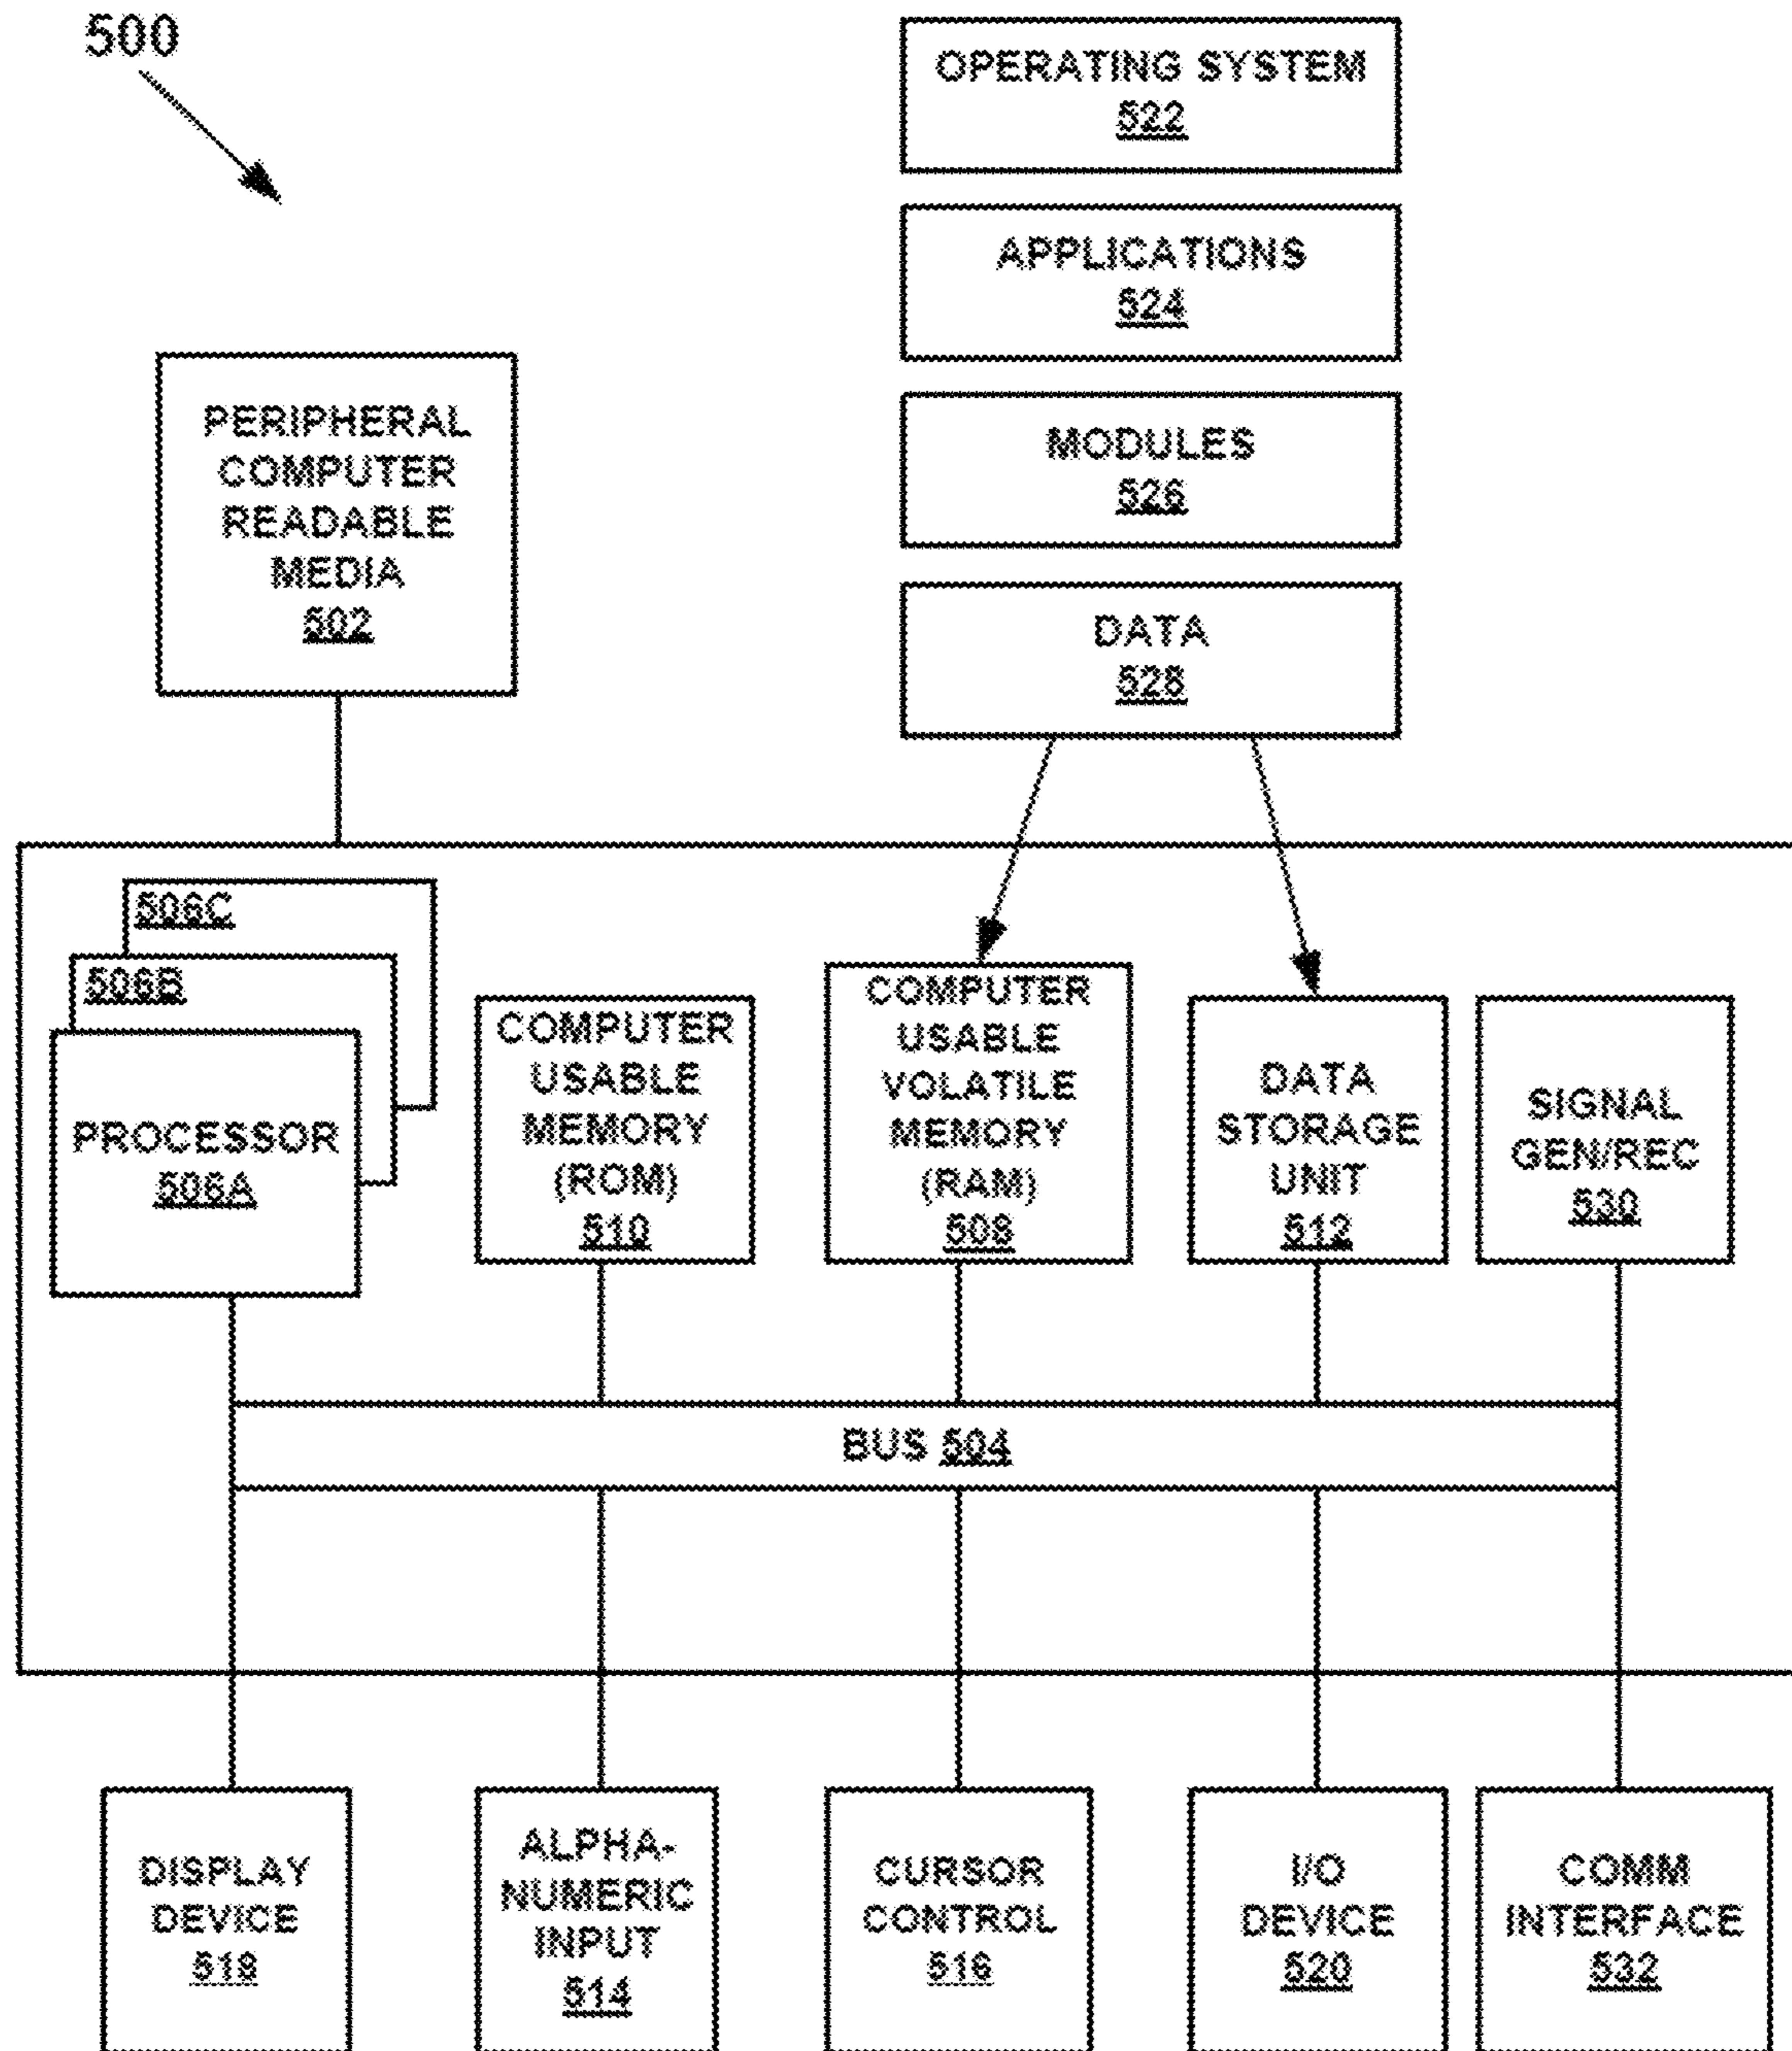 500
OPERATING SYSTEM
522
APPLICATIONS
524
MODULES
526
DATA
528
PERIPHERAL
COMPUTER
READABLE
MEDIA
502
506C
506B
PROCESSOR
506A
COMPUTER
USABLE
MEMORY
(ROM)
510
COMPUTER
USABLE
VOLATILE
MEMORY
(RAM)
508
DATA
STORAGE
UNIT
512
SIGNAL
GEN/REC
530
BUS 504
DISPLAY
DEVICE
518
ALPHA-
NUMERIC
INPUT
514
CURSOR
CONTROL
516
I/O
DEVICE
520
COMM
INTERFACE
532